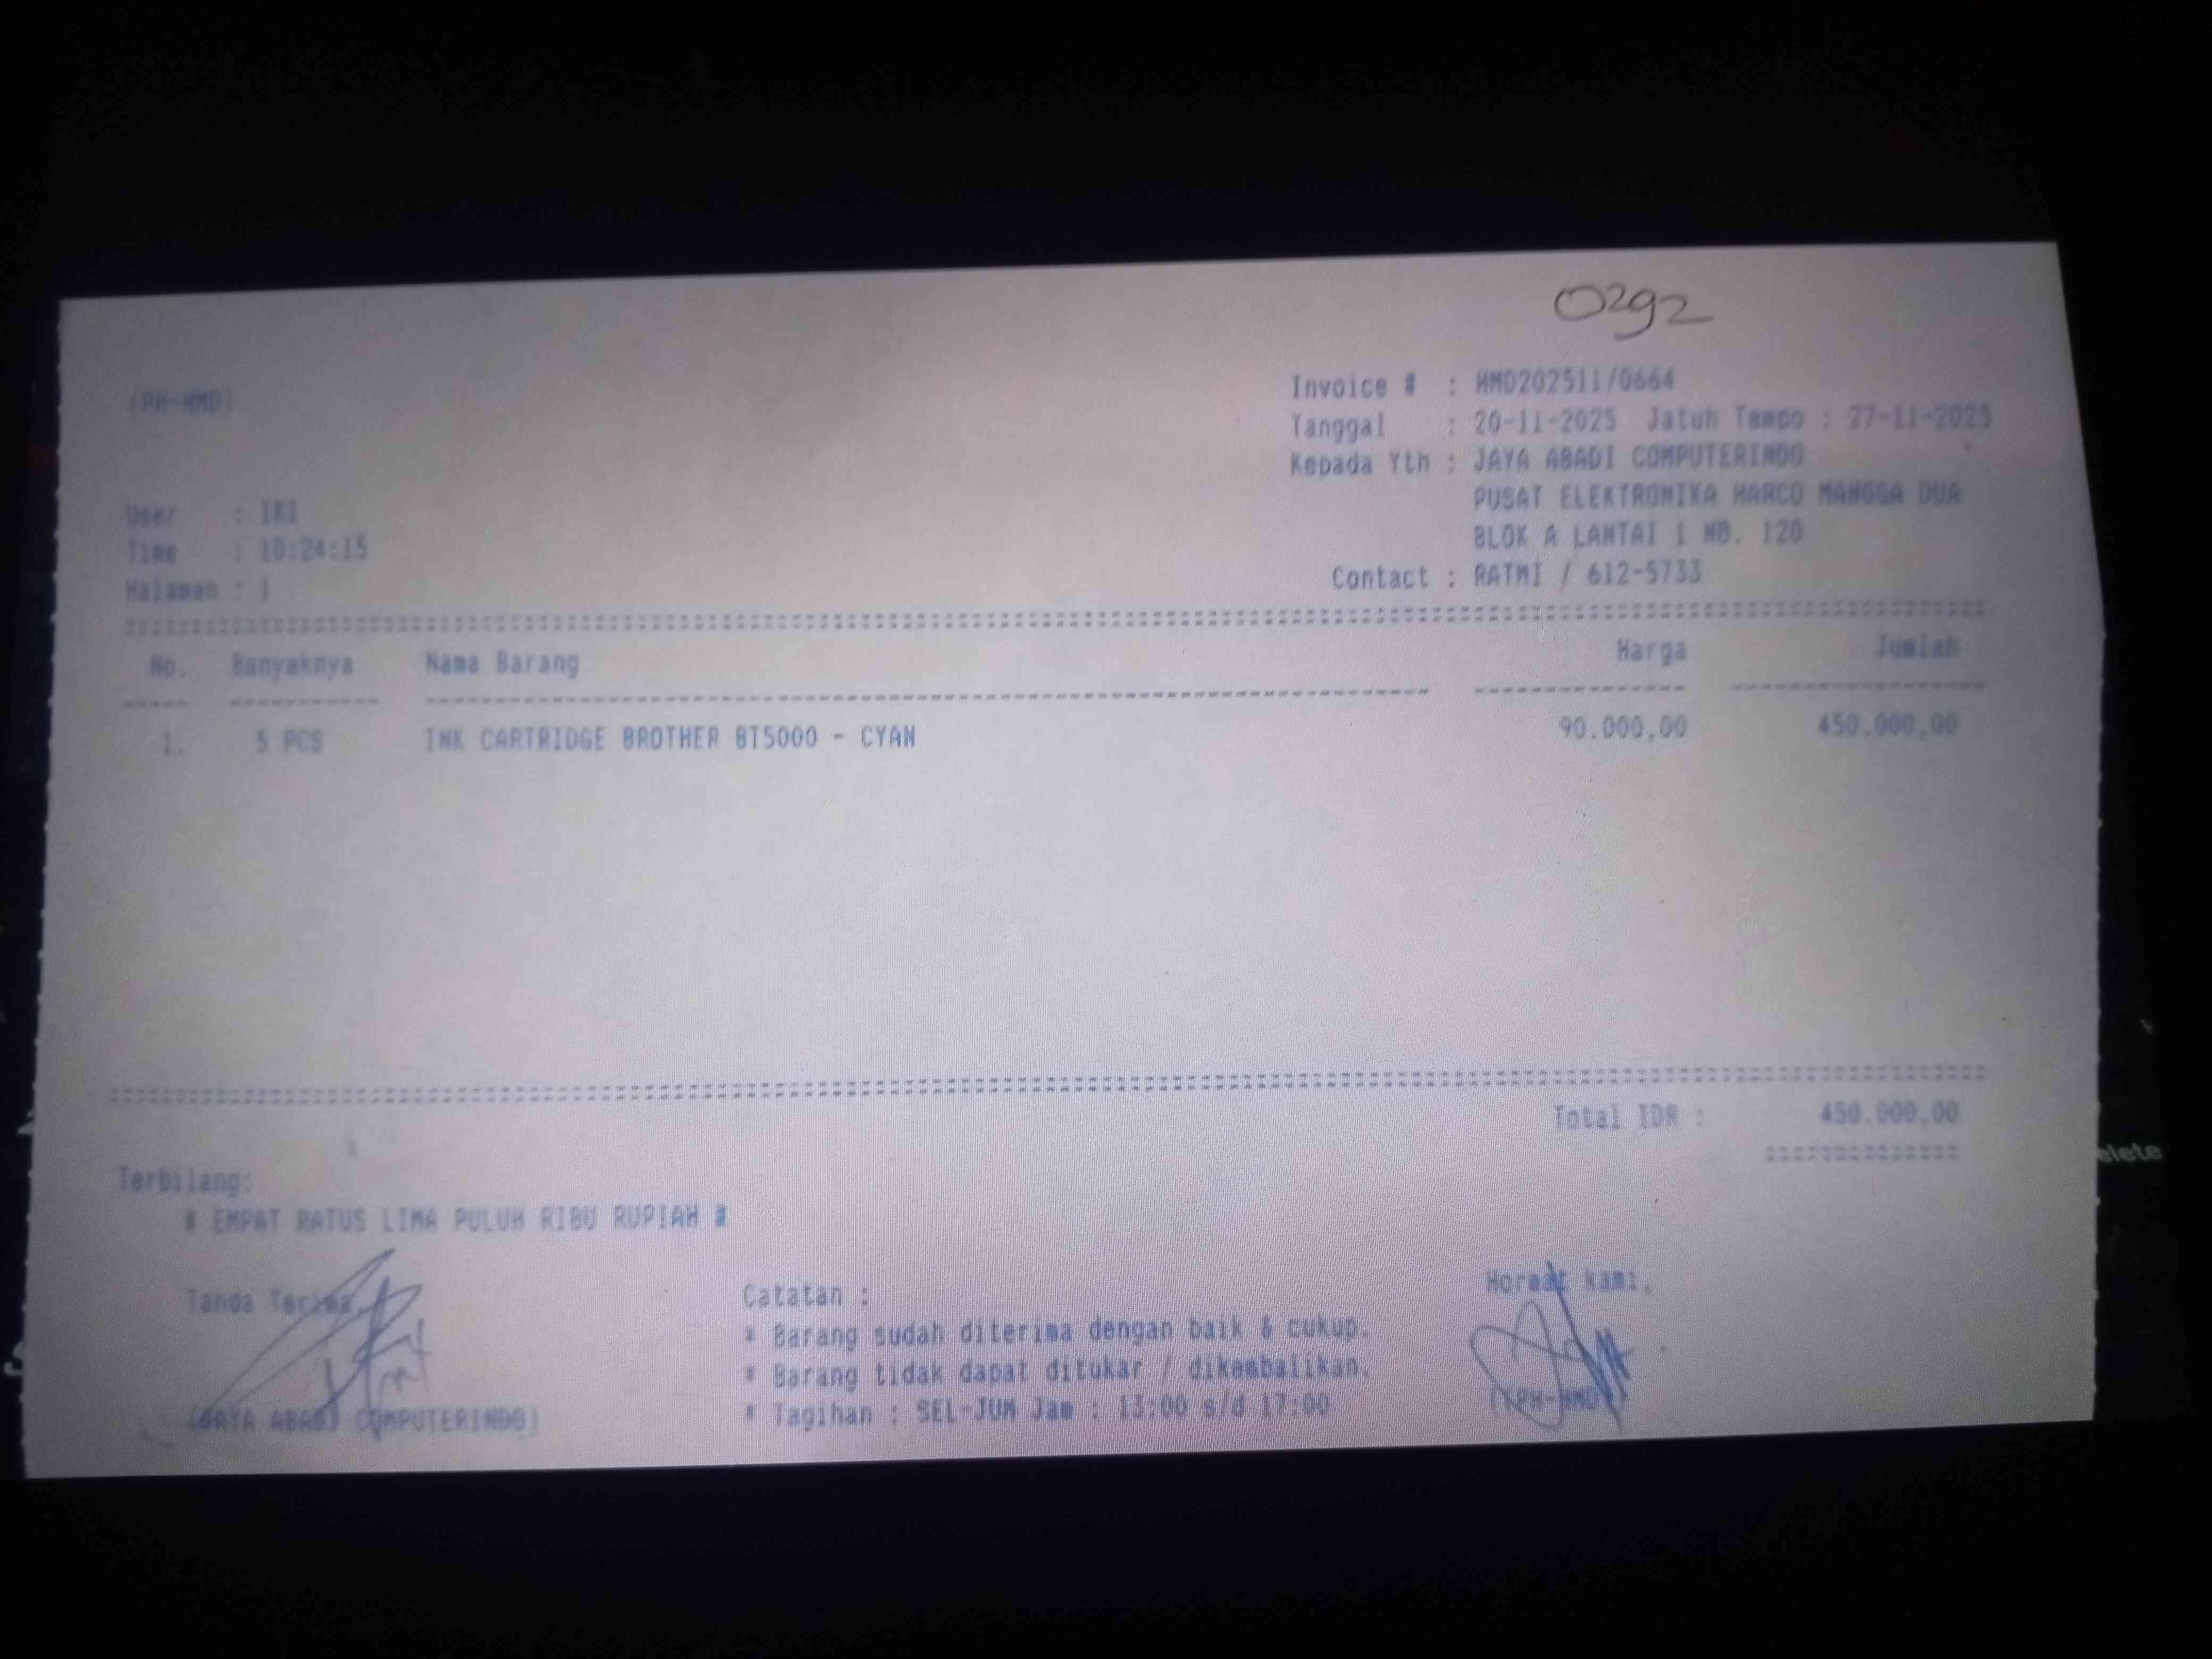 0292
(PH-HMD)
Invoice # : HMD202511/0664
Tanggal : 20-11-2025 Jatuh Tempo : 27-11-2025
Kepada Yth : JAYA ABADI COMPUTERINDO
PUSAT ELEKTRONIKA HARCO MANGGA DUA
BLOK A LANTAI 1 NO. 120
Contact : RATMI / 612-5733
User : IKI
Time : 10:24:15
Halaman : 1
No. Banyaknya Nama Barang Harga Jumlah
1. 5 PCS INK CARTRIDGE BROTHER BT5000 - CYAN 90.000,00 450.000,00
Total IDR : 450.000,00
Terbilang:
# EMPAT RATUS LIMA PULUH RIBU RUPIAH #
Tanda Terima,
(JAYA ABADI COMPUTERINDO)
Catatan :
* Barang sudah diterima dengan baik & cukup.
* Barang tidak dapat ditukar / dikembalikan.
* Tagihan : SEL-JUM Jam : 13:00 s/d 17:00
Hormat kami,
(PH-HMD)
elete